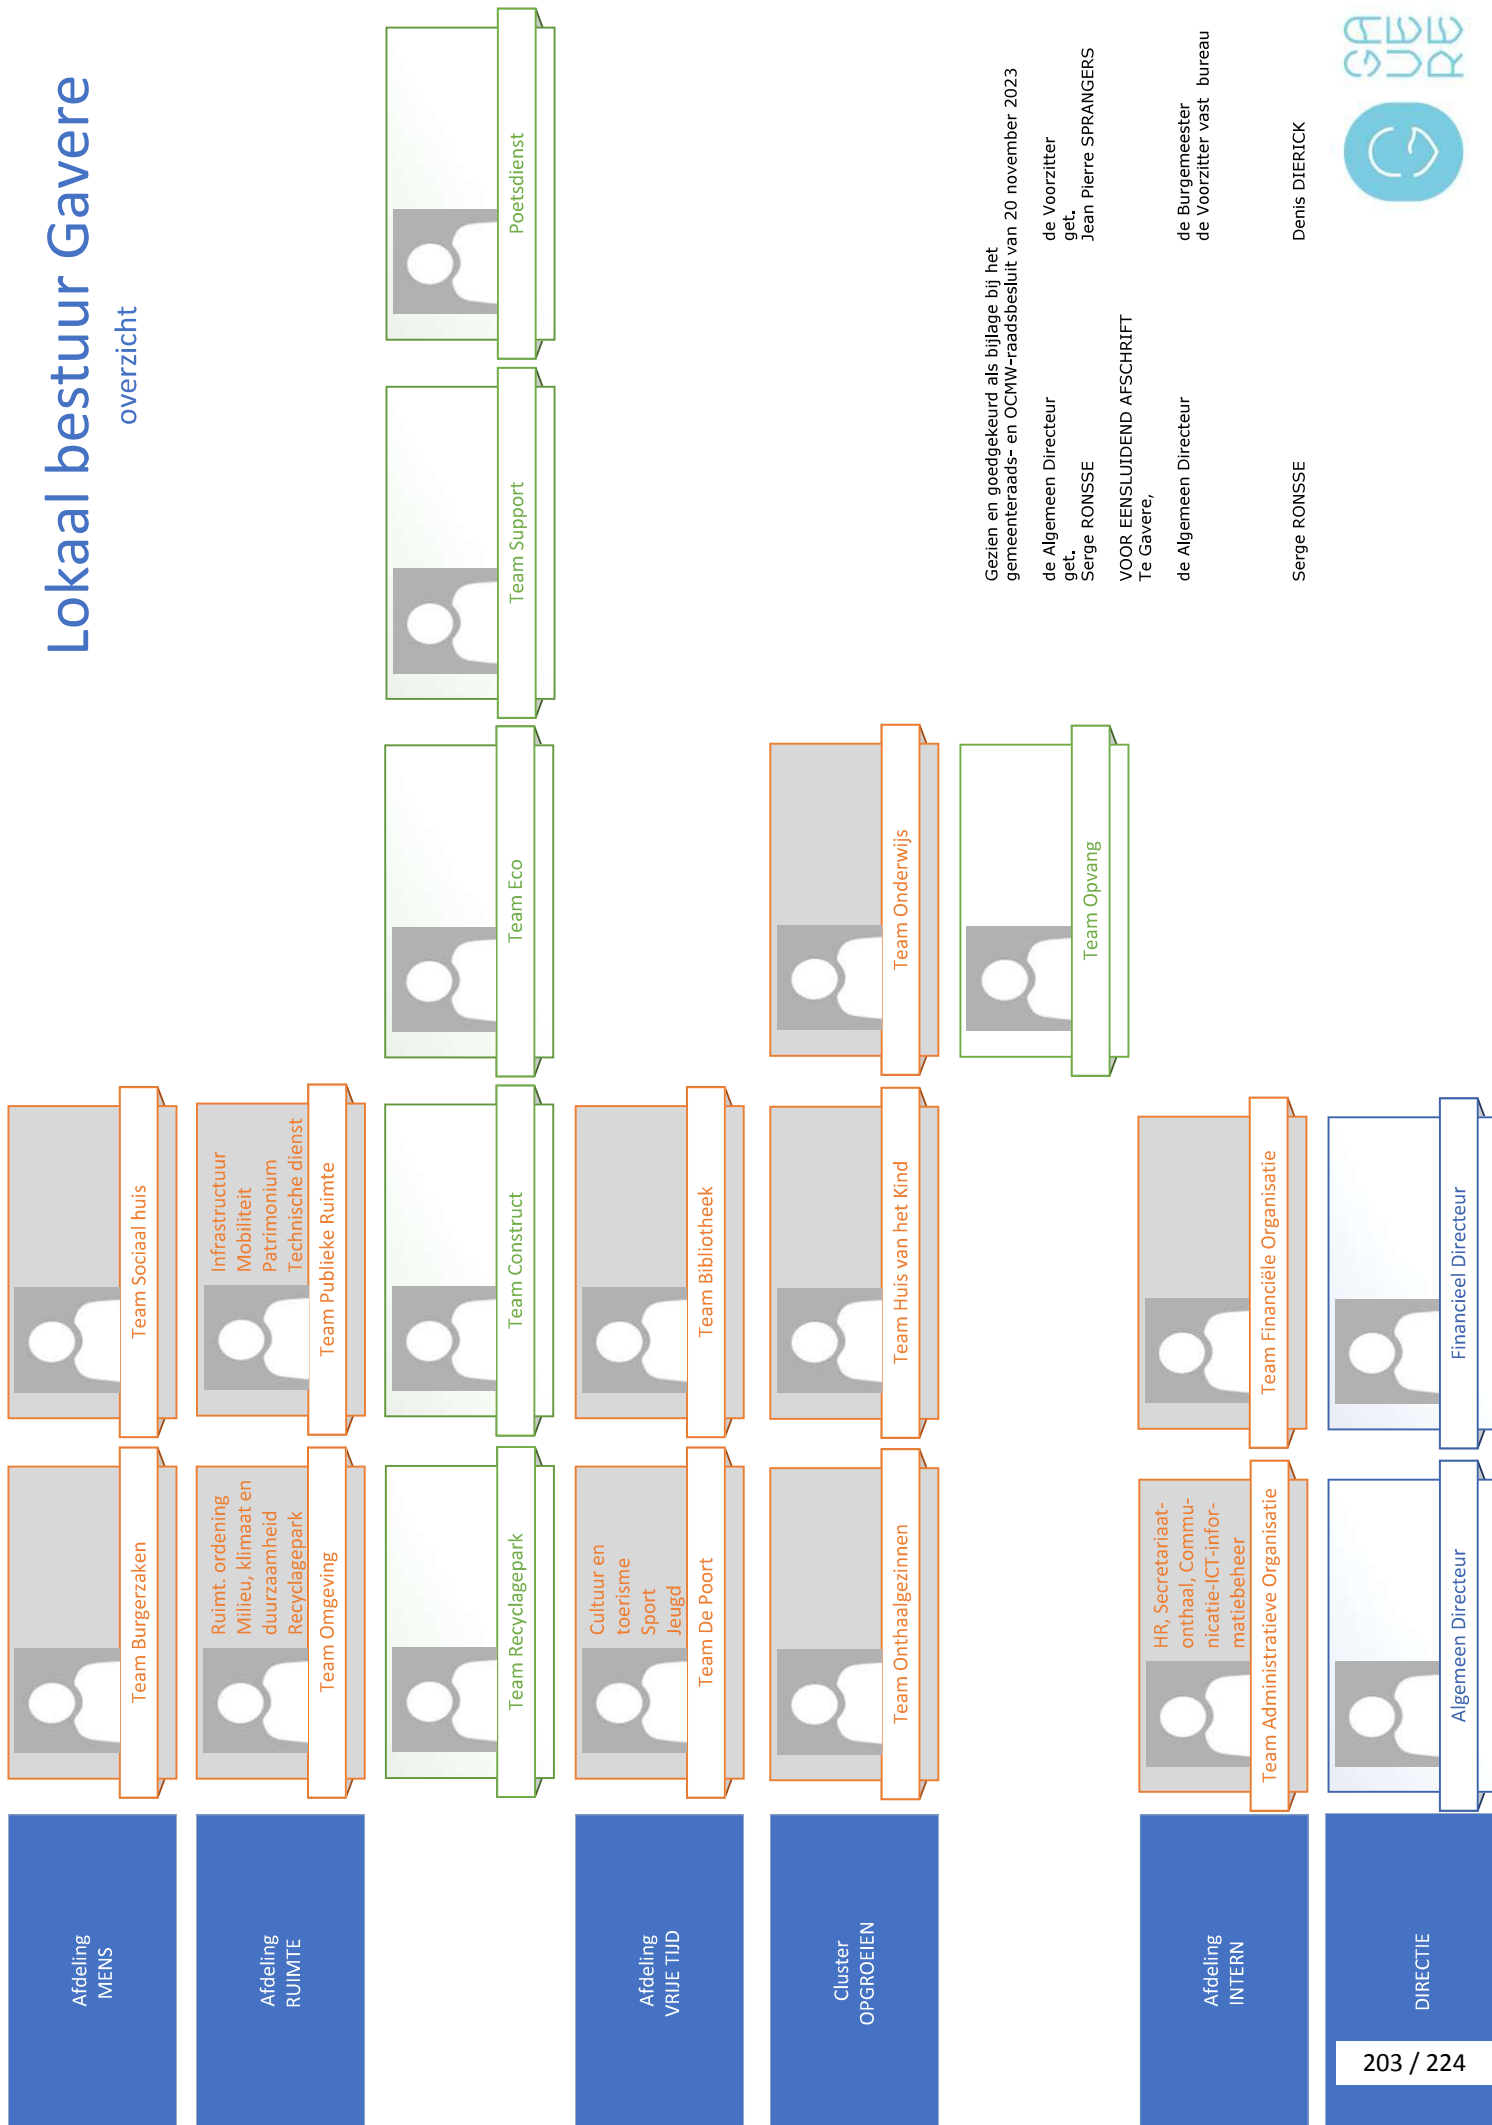 Lokaal bestuur Gavere
overzicht
Afdeling
MENS
Team Burgerzaken
Team Sociaal huis
Afdeling
RUIMTE
Ruimt. ordening
Milieu, klimaat en
duurzaamheid
Recyclagepark
Team Omgeving
Infrastructuur
Mobiliteit
Patrimonium
Technische dienst
Team Publieke Ruimte
Team Recyclagepark
Team Construct
Team Eco
Team Support
Poetsdienst
Afdeling
VRIJE TIJD
Cultuur en
toerisme
Sport
Jeugd
Team De Poort
Team Bibliotheek
Cluster
OPGROEIEN
Team Onthaalgezinnen
Team Huis van het Kind
Team Onderwijs
Team Opvang
Afdeling
INTERN
HR, Secretariaat-
onthaal, Commu-
nicatie-ICT-infor-
matiebeheer
Team Administratieve Organisatie
Team Financiële Organisatie
DIRECTIE
Algemeen Directeur
Financieel Directeur
Gezien en goedgekeurd als bijlage bij het
gemeenteraads- en OCMW-raadsbesluit van 20 november 2023
de Algemeen Directeur de Voorzitter
get. get.
Serge RONSSE Jean Pierre SPRANGERS
VOOR EENSLUIDEND AFSCHRIFT
Te Gavere,
de Algemeen Directeur de Burgemeester
de Voorzitter vast bureau
Serge RONSSE Denis DIERICK
G
GA
VE
RE
203 / 224